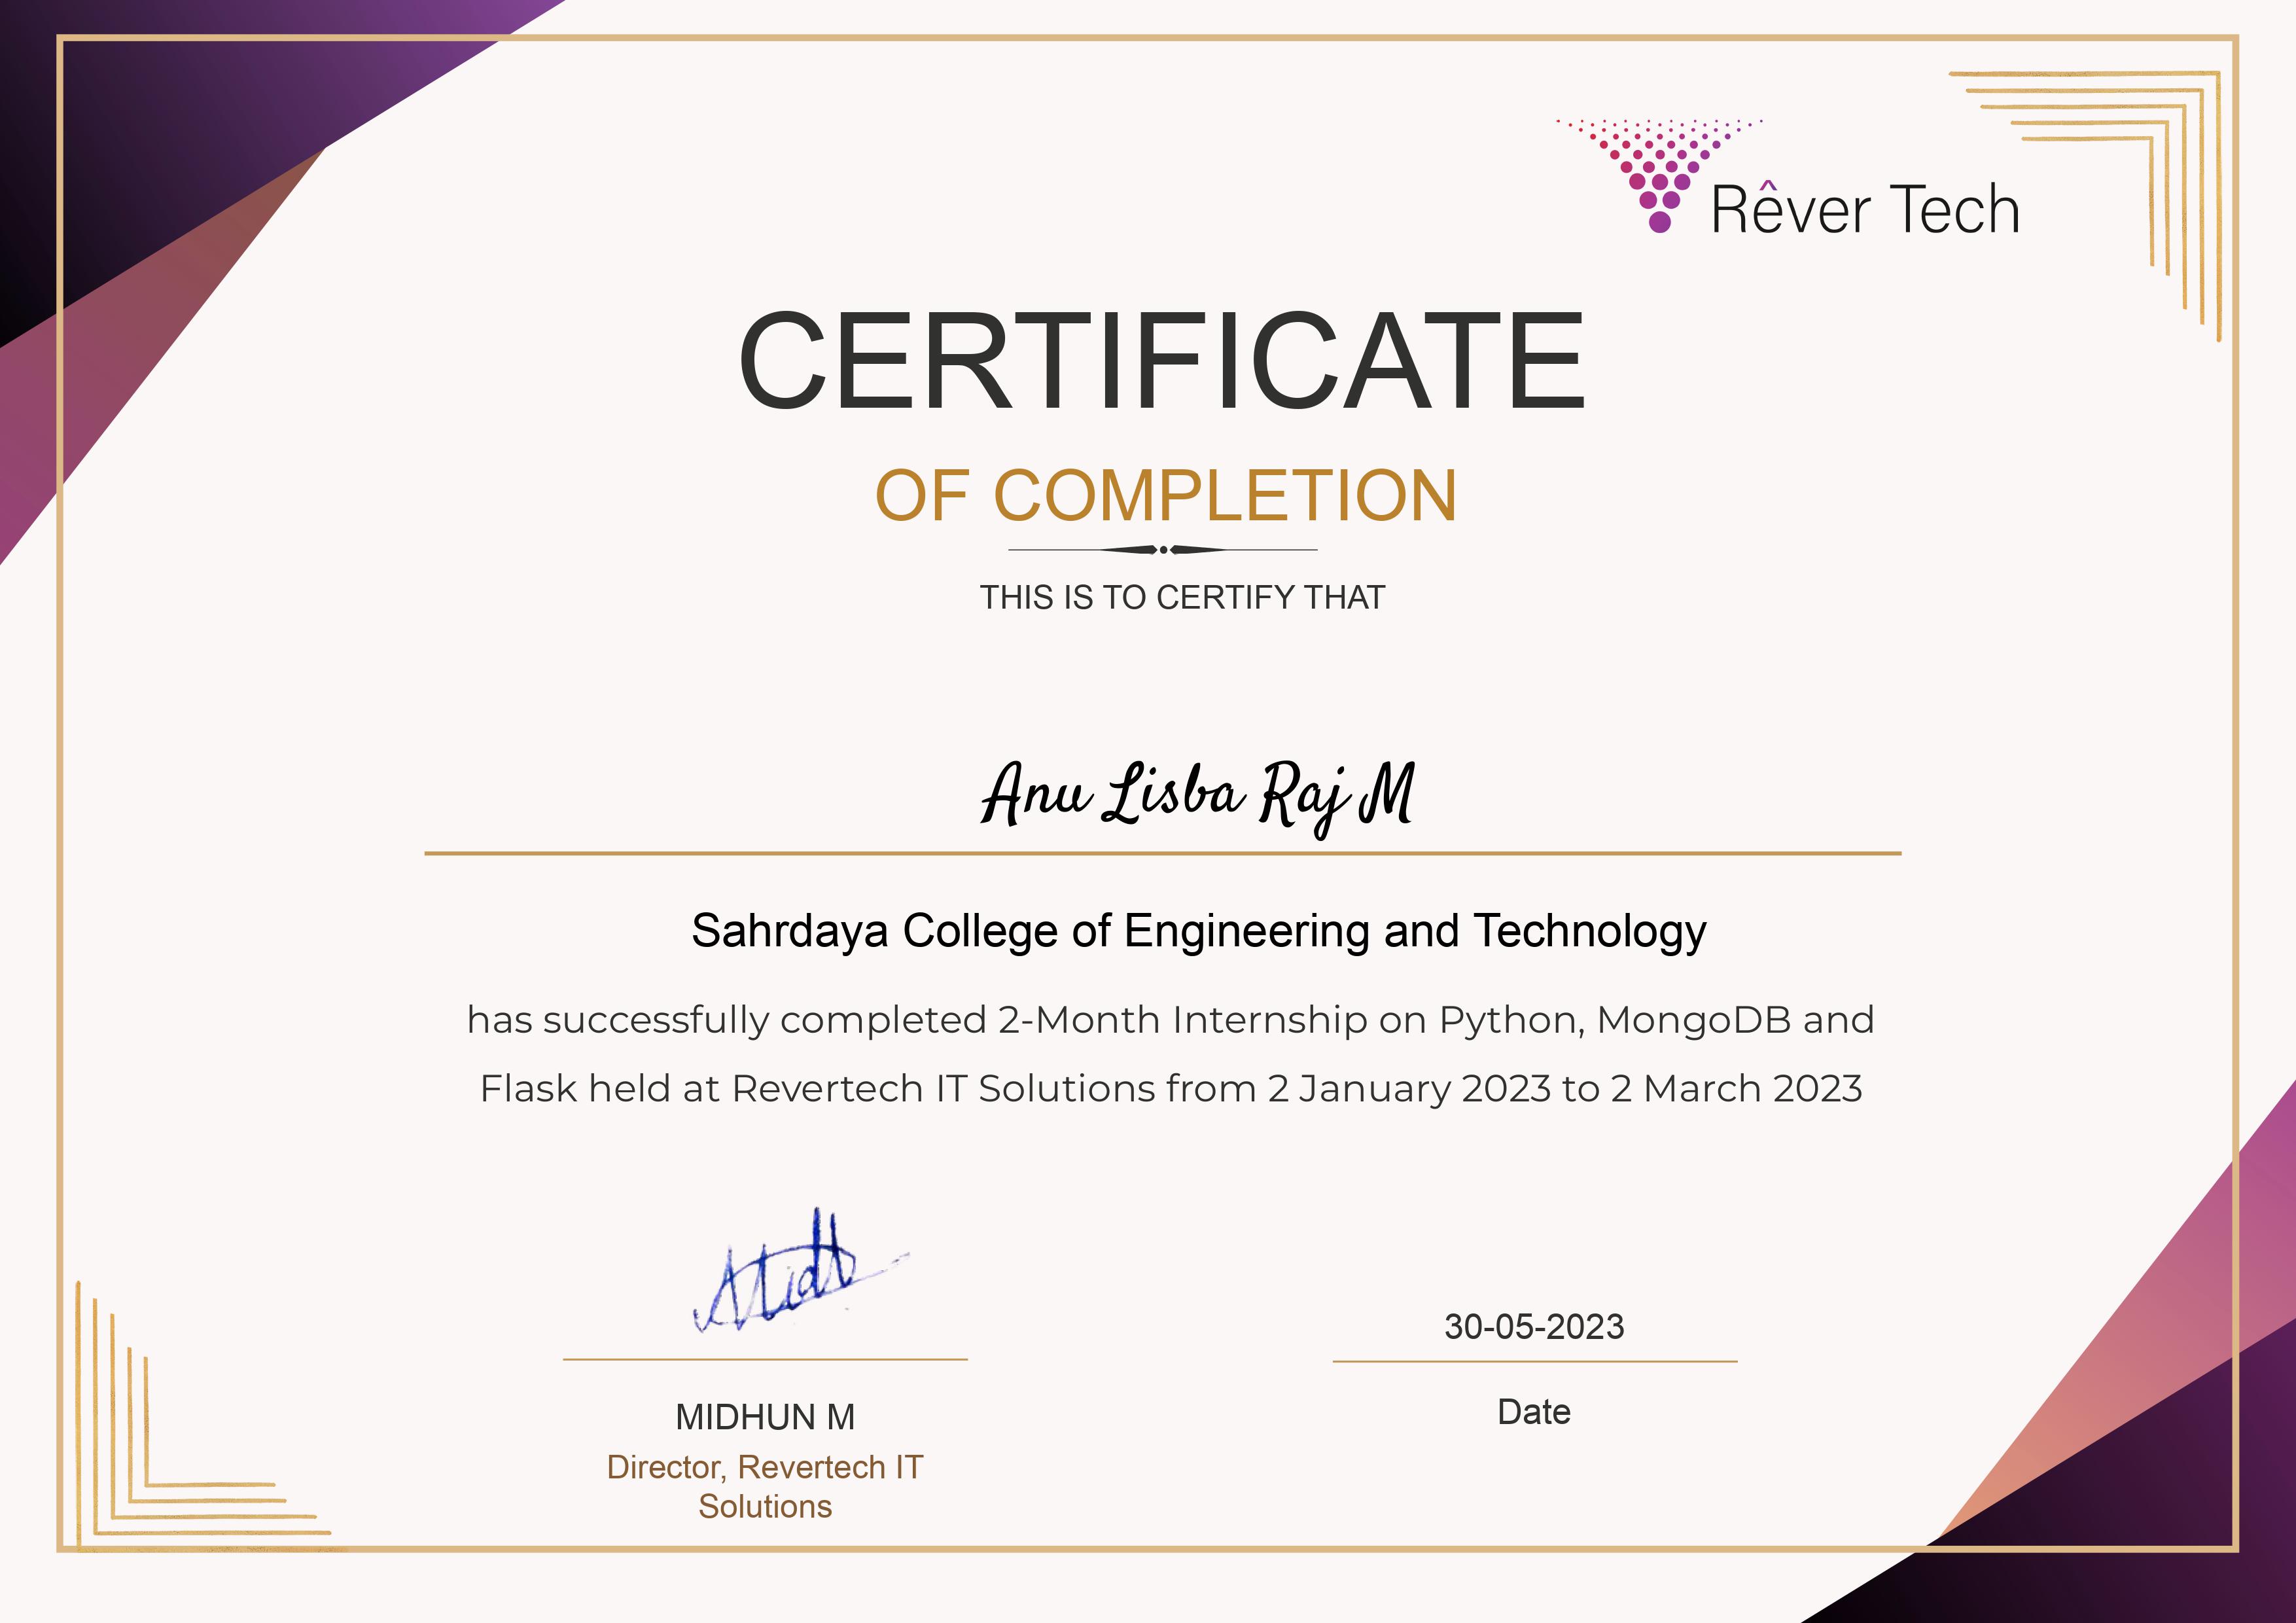 Rêver Tech
CERTIFICATE
OF COMPLETION
THIS IS TO CERTIFY THAT
Anu Lisba Raj M
Sahrdaya College of Engineering and Technology
has successfully completed 2-Month Internship on Python, MongoDB and
Flask held at Revertech IT Solutions from 2 January 2023 to 2 March 2023
30-05-2023
MIDHUN M
Date
Director, Revertech IT
Solutions